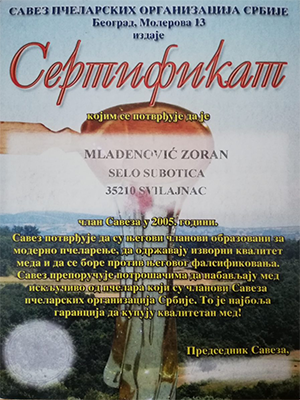 САВЕЗ ПЧЕЛАРСКИХ ОРГАНИЗАЦИЈА СРБИЈЕ
Београд, Молерова 13
издаје
Сертификат
којим се потврђује да је
MLADENOVIĆ ZORAN
SELO SUBOTICA
35210 SVILAJNAC
члан Савеза у 2005. години.
Савез потврђује да су његови чланови образовани за
модерно пчеларење, да одржавају изворни квалитет
меда и да се боре против његовог фалсификовања.
Савез препоручује потрошачима да набављају мед
искључиво од пчелара који су чланови Савеза
пчеларских организација Србије. То је најбоља
гаранција да купују квалитетан мед!
Председник Савеза,